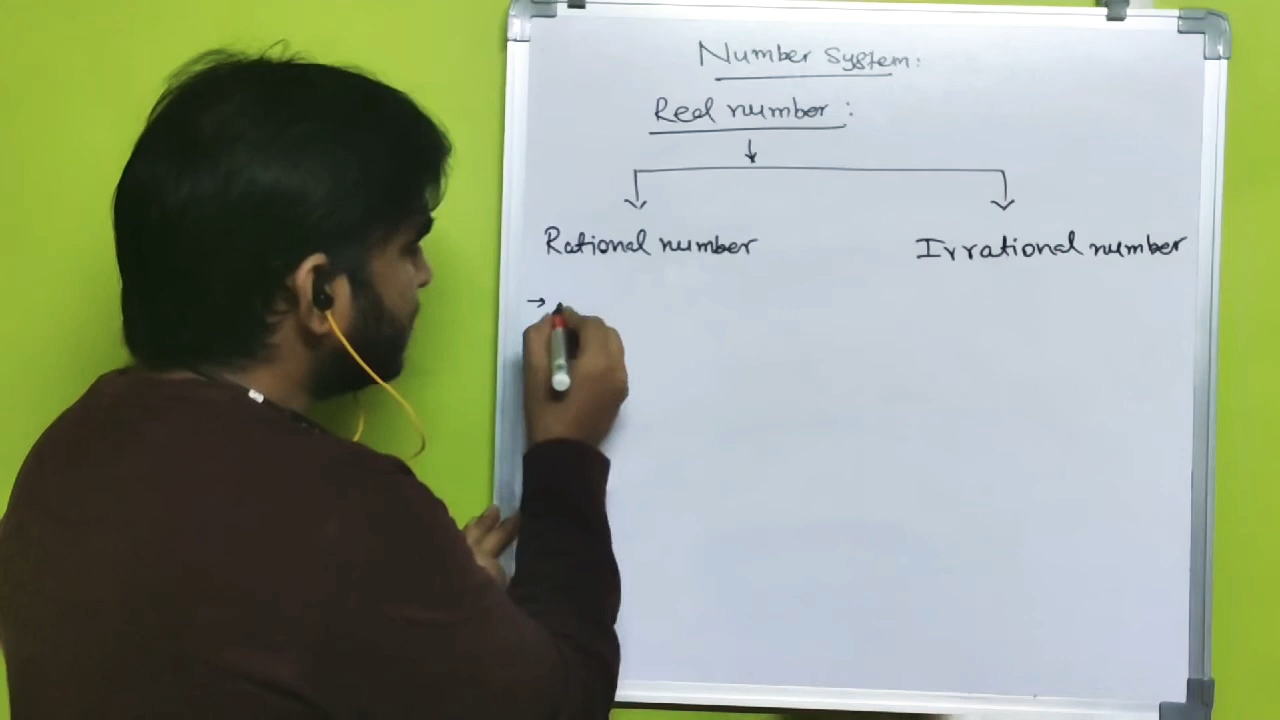 Number System:
Real number:
Rational number
Irrational number
→